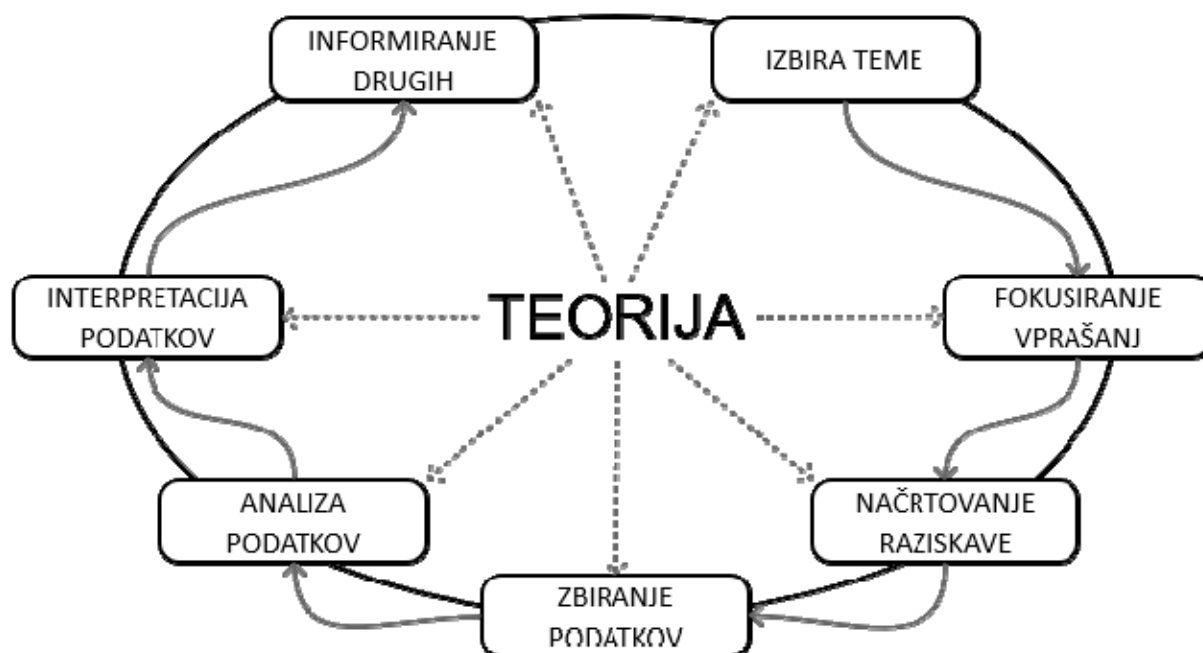 INFORMIRANJE
DRUGIH
IZBIRA TEME
INTERPRETACIJA
PODATKOV
TEORIJA
FOKUSIRANJE
VPRAŠANJ
ANALIZA
PODATKOV
NAČRTOVANJE
RAZISKAVE
ZBIRANJE
PODATKOV